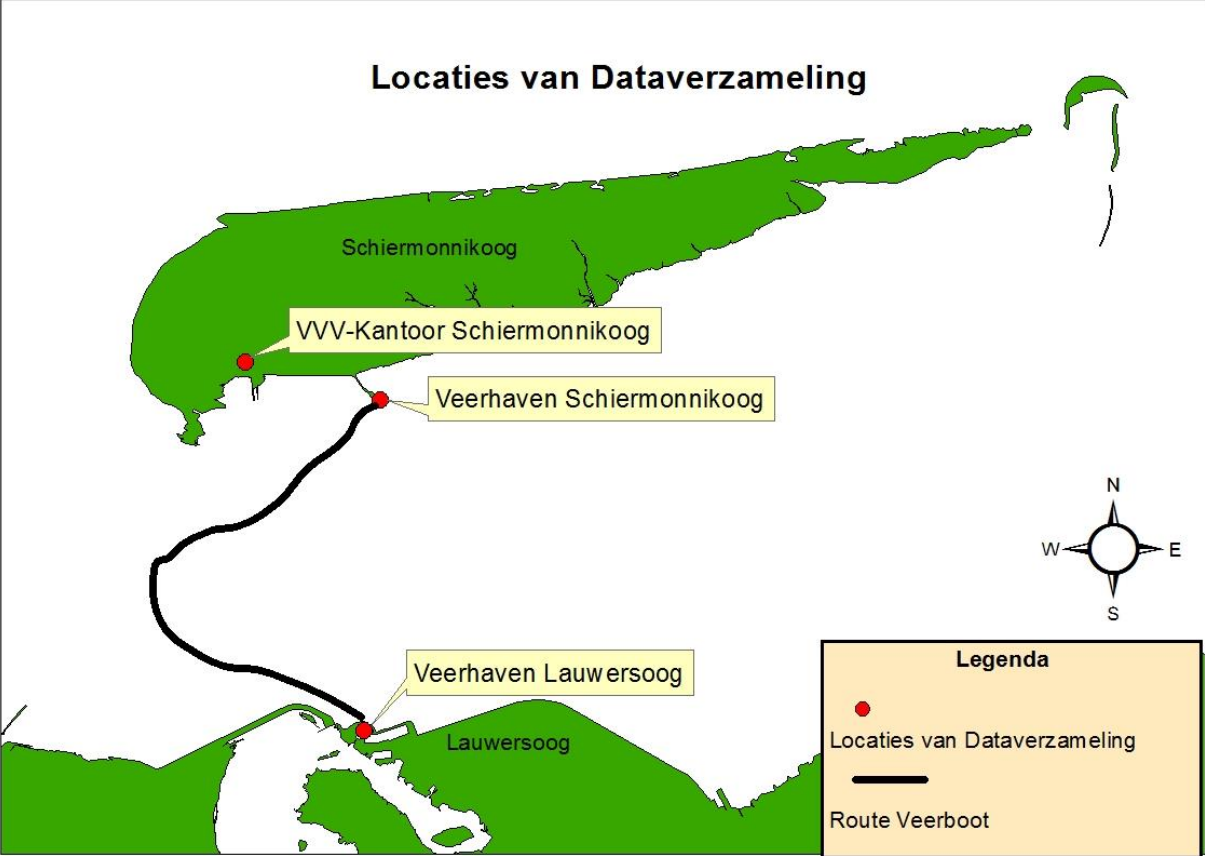 Locaties van Dataverzameling
Schiermonnikoog
VVV-Kantoor Schiermonnikoog
Veerhaven Schiermonnikoog
N
W E
S
Veerhaven Lauwersoog
Lauwersoog
Legenda
Locaties van Dataverzameling
Route Veerboot